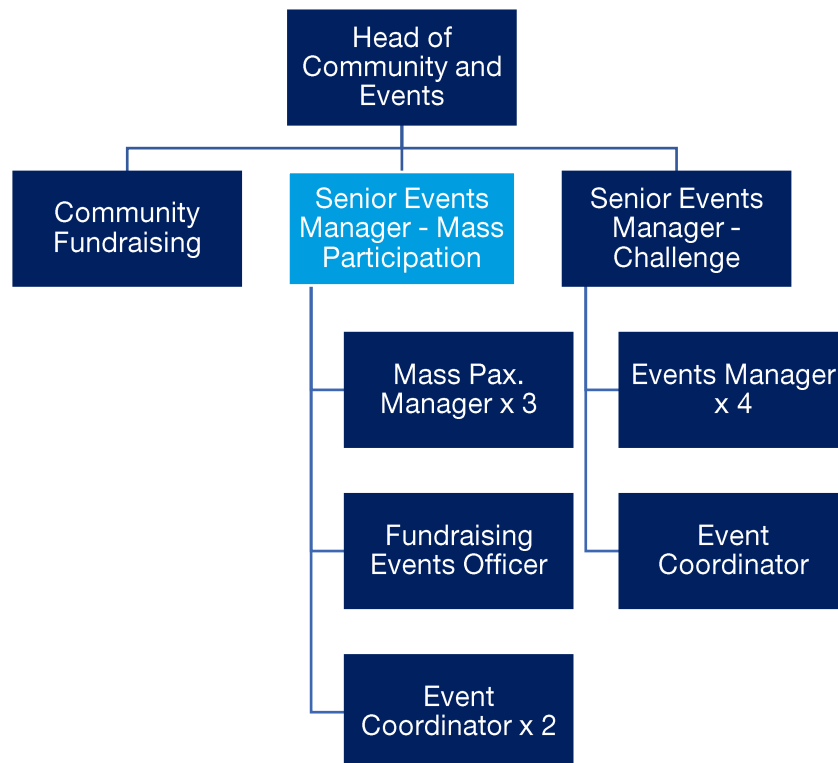 Head of
Community and
Events
Community
Fundraising
Senior Events
Manager - Mass
Participation
Senior Events
Manager -
Challenge
Mass Pax.
Manager x 3
Events Manager
x 4
Fundraising
Events Officer
Event
Coordinator
Event
Coordinator x 2